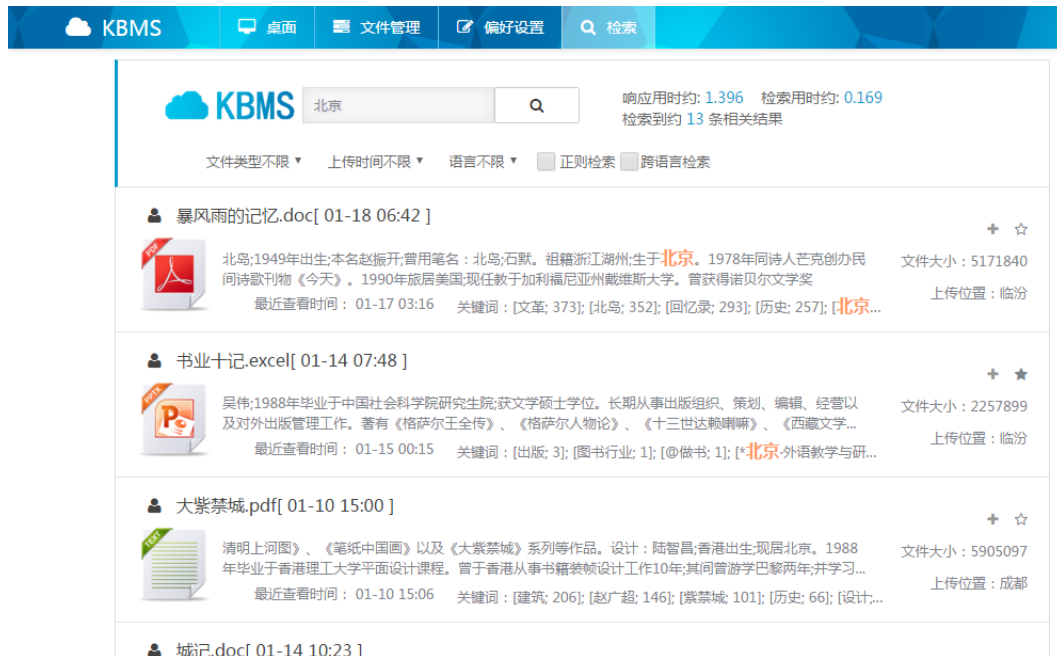 KBMS 桌面 文件管理 偏好设置 检索
KBMS 北京 响应用时约: 1.396 检索用时约: 0.169
检索到约 13 条相关结果
文件类型不限 ▼ 上传时间不限 ▼ 语言不限 ▼ 正则检索 跨语言检索
暴风雨的记忆.doc[ 01-18 06:42 ]
PDF
北岛;1949年出生;本名赵振开;曾用笔名：北岛;石默。祖籍浙江湖州;生于北京。1978年同诗人芒克创办民
间诗歌刊物《今天》。1990年旅居美国;现任教于加利福尼亚州戴维斯大学。曾获得诺贝尔文学奖
最近查看时间： 01-17 03:16 关键词：[文革; 373]; [北岛; 352]; [回忆录; 293]; [历史; 257]; [北京...
文件大小：5171840
上传位置：临汾
书业十记.excel[ 01-14 07:48 ]
PPTX
吴伟;1988年毕业于中国社会科学院研究生院;获文学硕士学位。长期从事出版组织、策划、编辑、经营以
及对外出版管理工作。著有《格萨尔王全传》、《格萨尔人物论》、《十三世达赖喇嘛》、《西藏文学...
最近查看时间： 01-15 00:15 关键词：[出版; 3]; [图书行业; 1]; [@做书; 1]; [*北京·外语教学与研...
文件大小：2257899
上传位置：临汾
大紫禁城.pdf[ 01-10 15:00 ]
TEXT
清明上河图》、《笔纸中国画》以及《大紫禁城》系列等作品。设计：陆智昌;香港出生;现居北京。1988
年毕业于香港理工大学平面设计课程。曾于香港从事书籍装帧设计工作10年;其间曾游学巴黎两年;并学习...
最近查看时间： 01-10 15:06 关键词：[建筑; 206]; [赵广超; 146]; [紫禁城; 101]; [历史; 66]; [设计;...
文件大小：5905097
上传位置：成都
城记.doc[ 01-14 10:23 ]